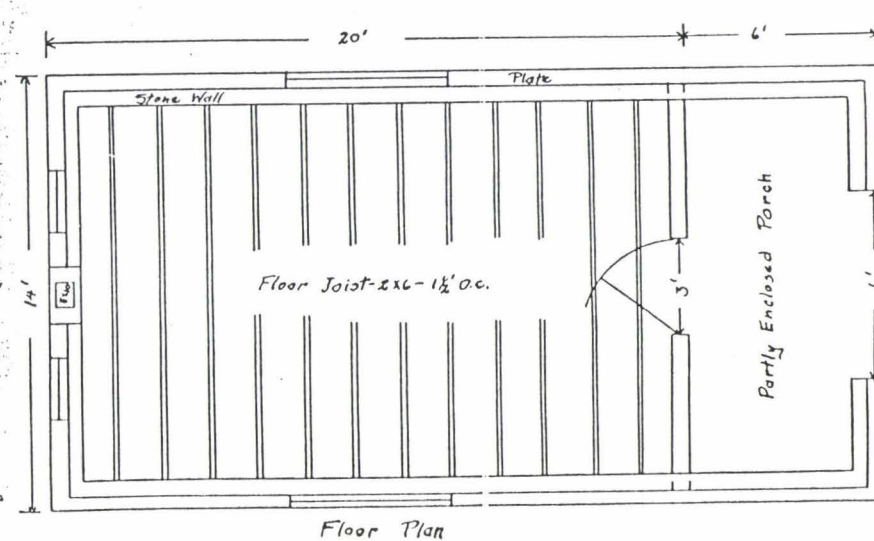 20'
6'
Plate
Stone Wall
14'
Flue
Floor Joist-2x6-1½' O.C.
3'
Partly Enclosed Porch
Floor Plan